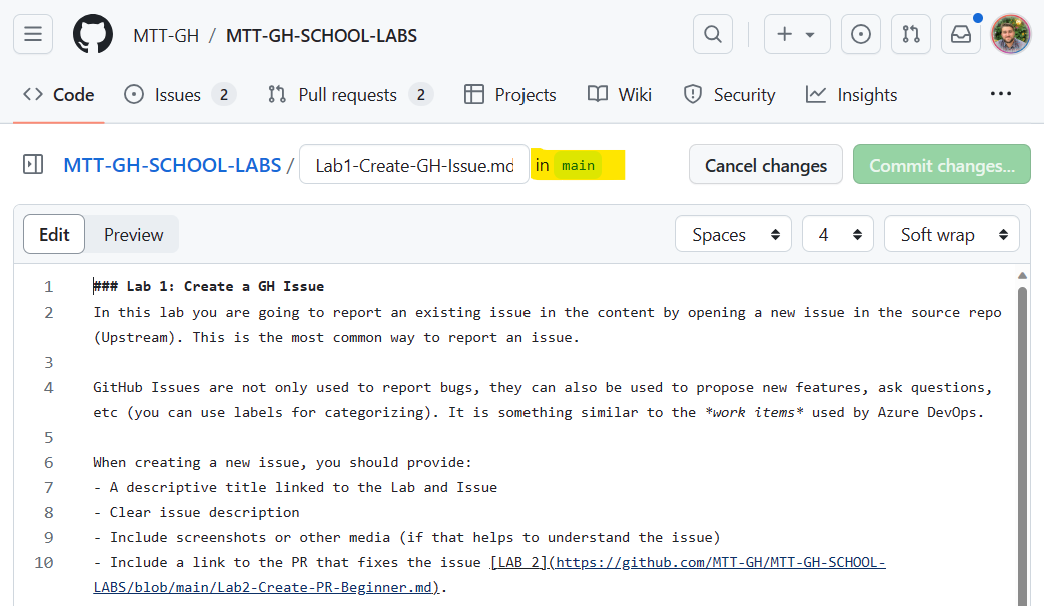 MTT-GH / MTT-GH-SCHOOL-LABS
Code Issues 2 Pull requests 2 Projects Wiki Security Insights
MTT-GH-SCHOOL-LABS / Lab1-Create-GH-Issue.md in main Cancel changes Commit changes...
Edit Preview Spaces 4 Soft wrap
1 ### Lab 1: Create a GH Issue
2 In this lab you are going to report an existing issue in the content by opening a new issue in the source repo
(Upstream). This is the most common way to report an issue.
3
4 GitHub Issues are not only used to report bugs, they can also be used to propose new features, ask questions,
etc (you can use labels for categorizing). It is something similar to the *work items* used by Azure DevOps.
5
6 When creating a new issue, you should provide:
7 - A descriptive title linked to the Lab and Issue
8 - Clear issue description
9 - Include screenshots or other media (if that helps to understand the issue)
10 - Include a link to the PR that fixes the issue [LAB 2](https://github.com/MTT-GH/MTT-GH-SCHOOL-
LABS/blob/main/Lab2-Create-PR-Beginner.md).